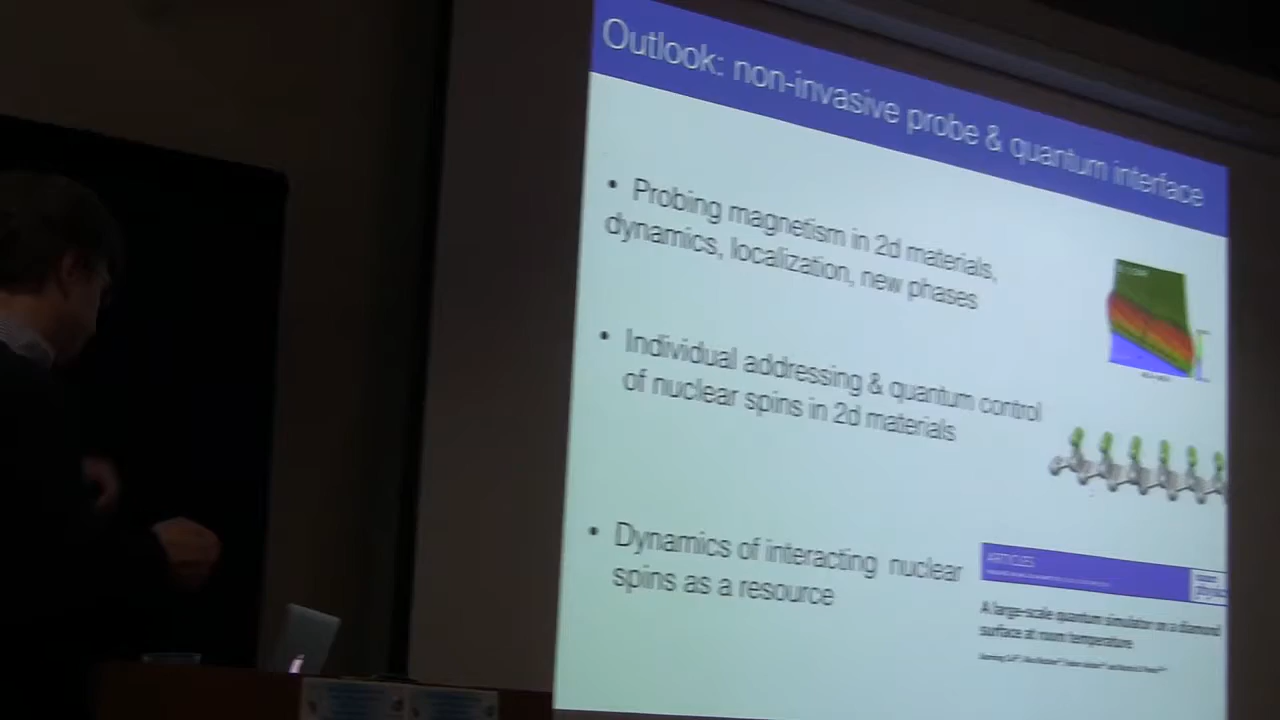 Outlook: non-invasive probe & quantum interface
• Probing magnetism in 2d materials,
dynamics, localization, new phases
• Individual addressing & quantum control
of nuclear spins in 2d materials
• Dynamics of interacting nuclear
spins as a resource
ARTICLES
physics
A large-scale quantum simulator on a diamond
surface at room temperature